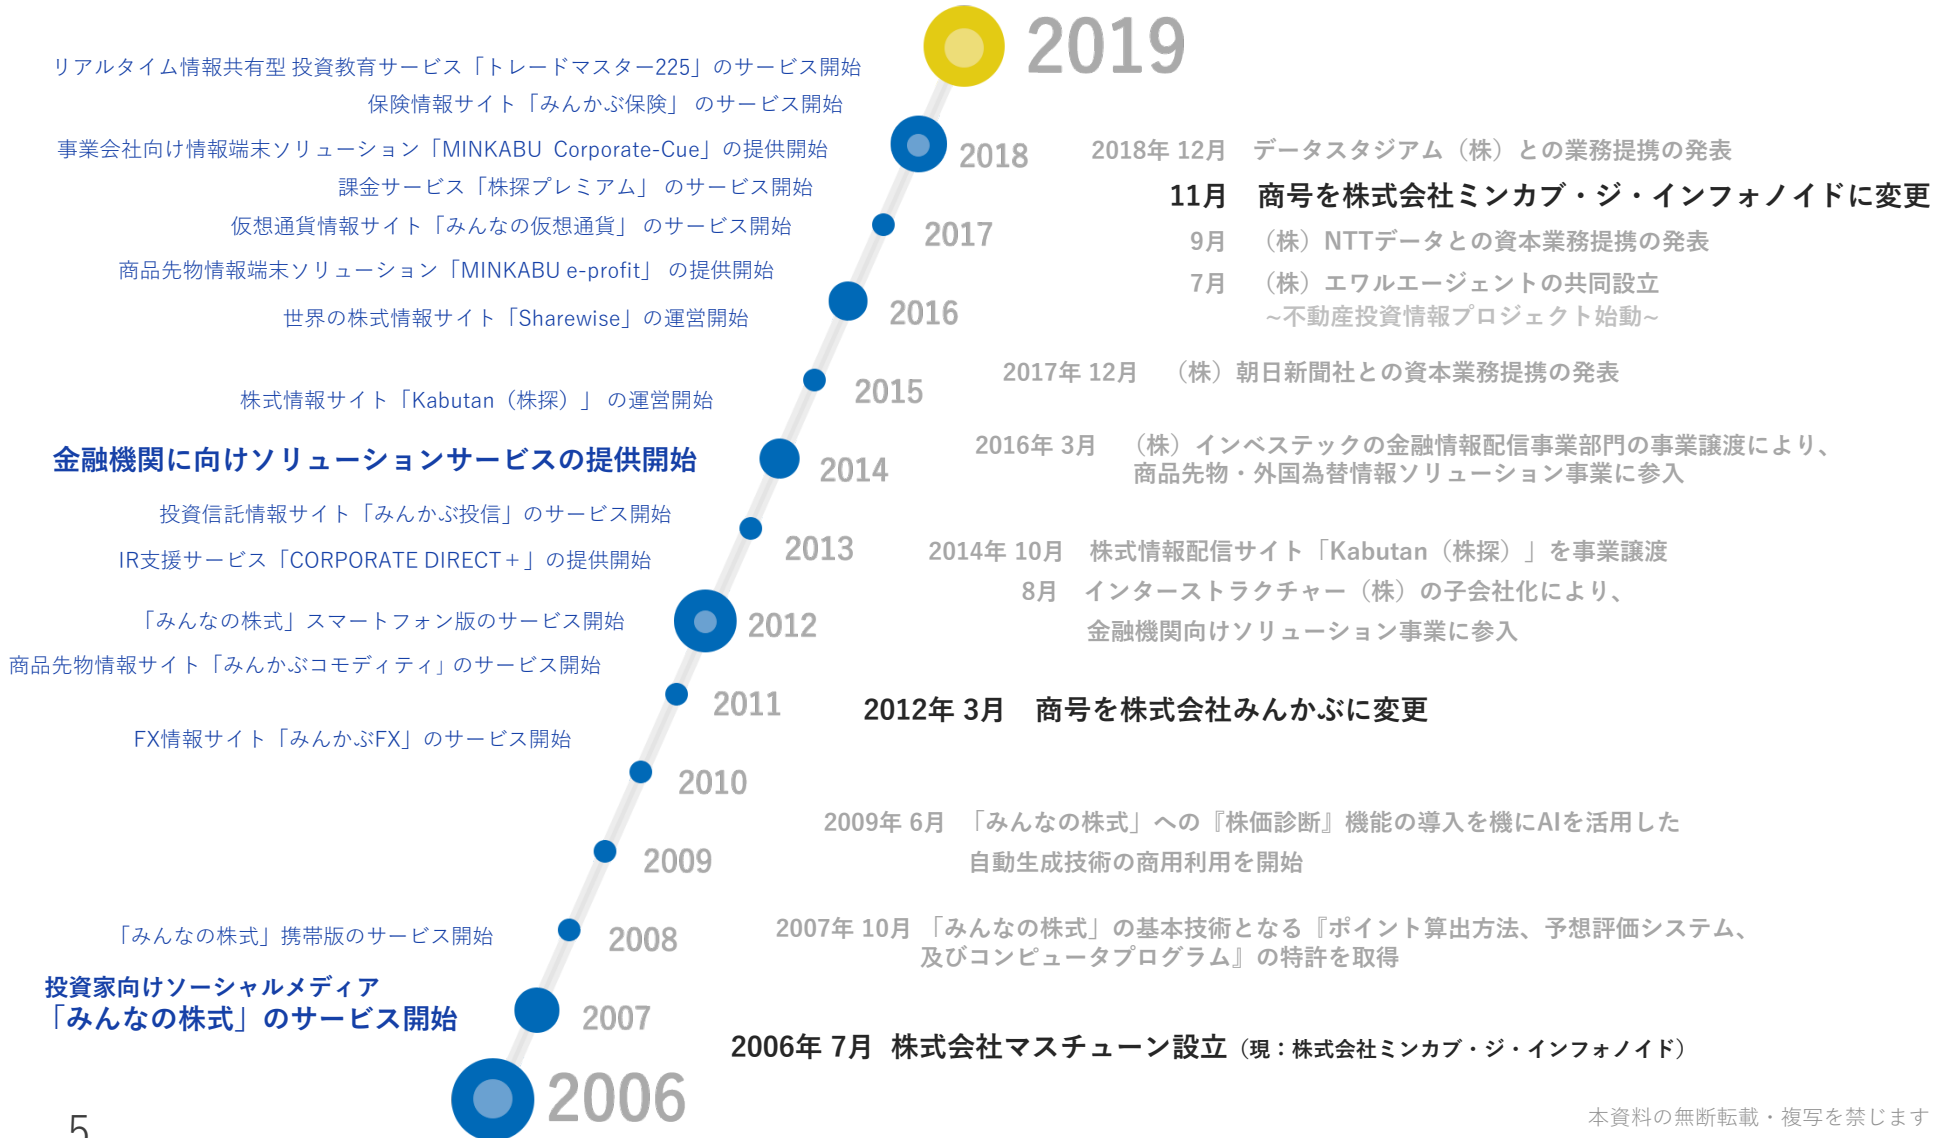 2019
リアルタイム情報共有型 投資教育サービス「トレードマスター225」のサービス開始
保険情報サイト「みんかぶ保険」 のサービス開始
事業会社向け情報端末ソリューション「MINKABU Corporate-Cue」の提供開始
2018
2018年 12月 データスタジアム（株）との業務提携の発表
課金サービス「株探プレミアム」 のサービス開始
11月 商号を株式会社ミンカブ・ジ・インフォノイドに変更
仮想通貨情報サイト「みんなの仮想通貨」 のサービス開始
2017
9月 （株）NTTデータとの資本業務提携の発表
商品先物情報端末ソリューション「MINKABU e-profit」 の提供開始
7月 （株）エワルエージェントの共同設立
~不動産投資情報プロジェクト始動~
世界の株式情報サイト「Sharewise」の運営開始
2016
2017年 12月 （株）朝日新聞社との資本業務提携の発表
2015
株式情報サイト「Kabutan（株探）」 の運営開始
金融機関に向けソリューションサービスの提供開始
2014
2016年 3月 （株）インベステックの金融情報配信事業部門の事業譲渡により、
商品先物・外国為替情報ソリューション事業に参入
投資信託情報サイト「みんかぶ投信」のサービス開始
2013
2014年 10月 株式情報配信サイト「Kabutan（株探）」を事業譲渡
IR支援サービス「CORPORATE DIRECT＋」の提供開始
8月 インターストラクチャー（株）の子会社化により、
金融機関向けソリューション事業に参入
「みんなの株式」スマートフォン版のサービス開始
2012
商品先物情報サイト「みんかぶコモディティ」のサービス開始
2011
2012年 3月 商号を株式会社みんかぶに変更
FX情報サイト「みんかぶFX」のサービス開始
2010
2009年 6月 「みんなの株式」への『株価診断』機能の導入を機にAIを活用した
自動生成技術の商用利用を開始
2009
「みんなの株式」携帯版のサービス開始
2008
2007年 10月 「みんなの株式」の基本技術となる『ポイント算出方法、予想評価システム、
及びコンピュータプログラム』の特許を取得
投資家向けソーシャルメディア
「みんなの株式」のサービス開始
2007
2006年 7月 株式会社マスチューン設立（現：株式会社ミンカブ・ジ・インフォノイド）
2006
5
本資料の無断転載・複写を禁じます